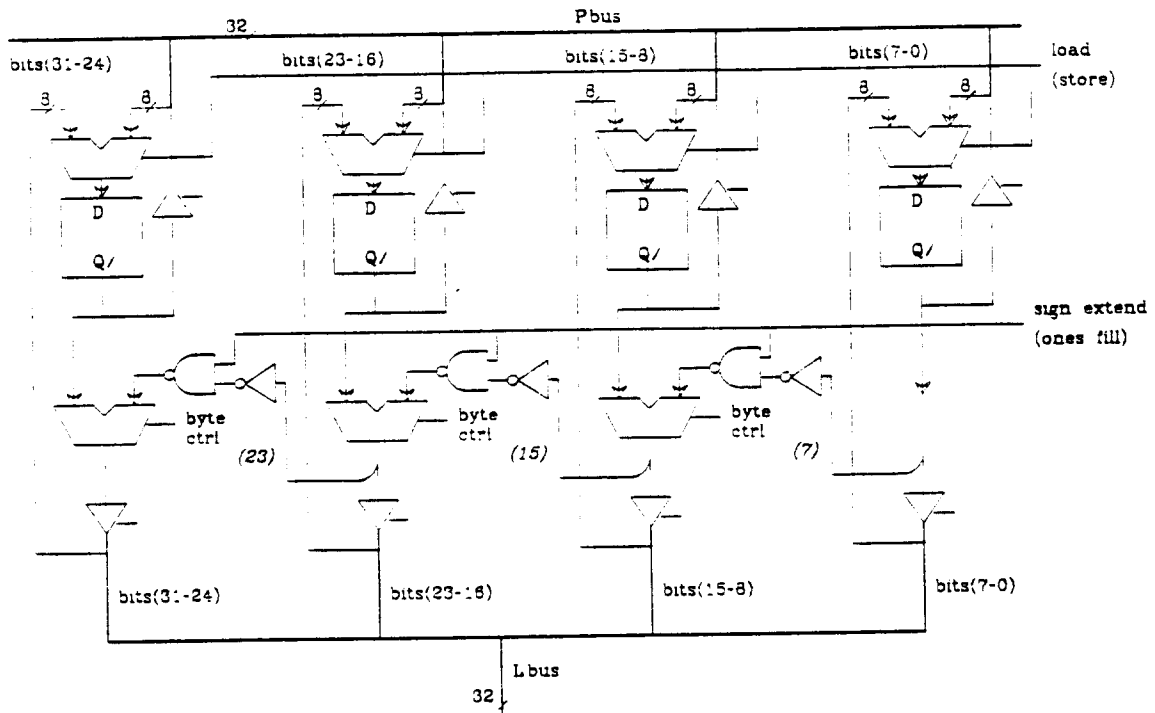 Pbus
32
bits(31-24)
bits(23-16)
bits(15-8)
bits(7-0)
load
(store)
8
8
8
8
8
8
8
8
D
D
D
D
Q/
Q/
Q/
Q/
sign extend
(ones fill)
byte
ctrl
byte
ctrl
byte
ctrl
(23)
(15)
(7)
bits(31-24)
bits(23-16)
bits(15-8)
bits(7-0)
Lbus
32